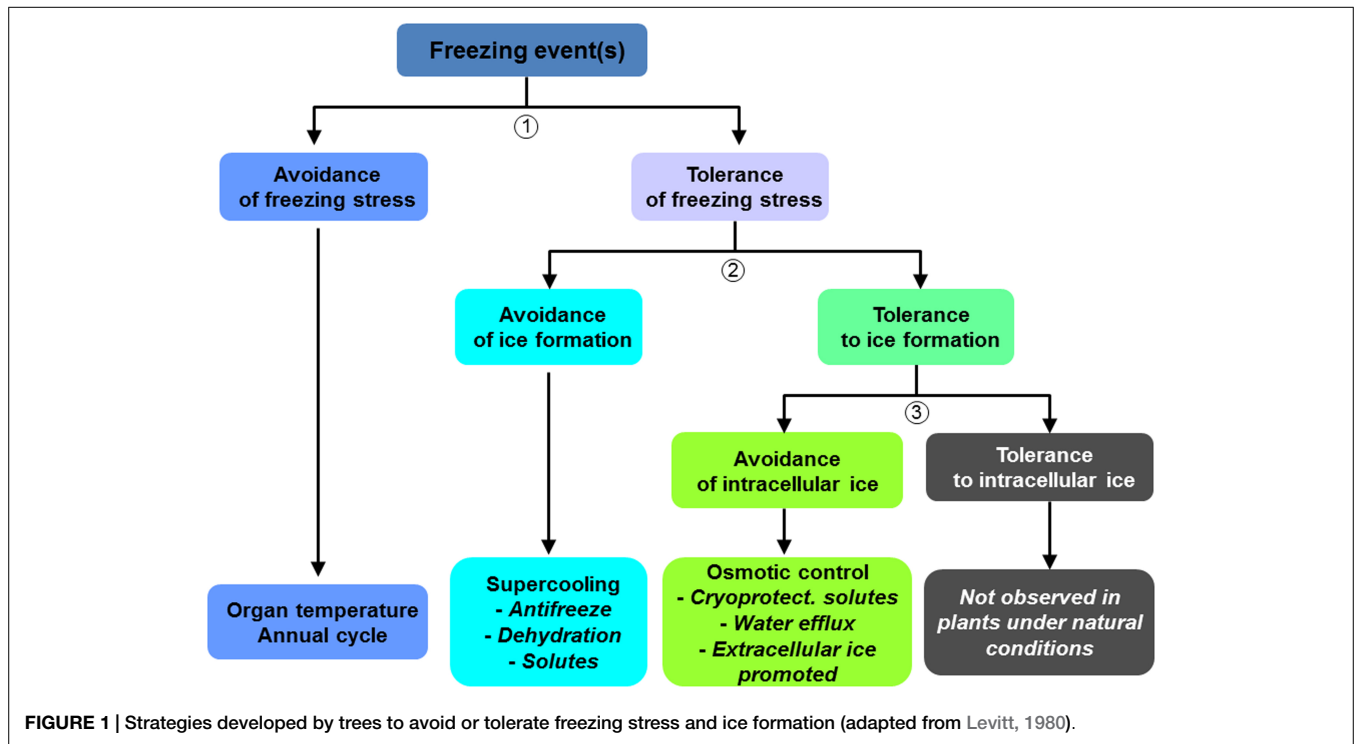 Freezing event(s)
①
Avoidance
of freezing stress
Tolerance
of freezing stress
②
Avoidance
of ice formation
Tolerance
to ice formation
③
Avoidance
of intracellular ice
Tolerance
to intracellular ice
Organ temperature
Annual cycle
Supercooling
- Antifreeze
- Dehydration
- Solutes
Osmotic control
- Cryoprotect. solutes
- Water efflux
- Extracellular ice
promoted
Not observed in
plants under natural
conditions
FIGURE 1 | Strategies developed by trees to avoid or tolerate freezing stress and ice formation (adapted from Levitt, 1980).